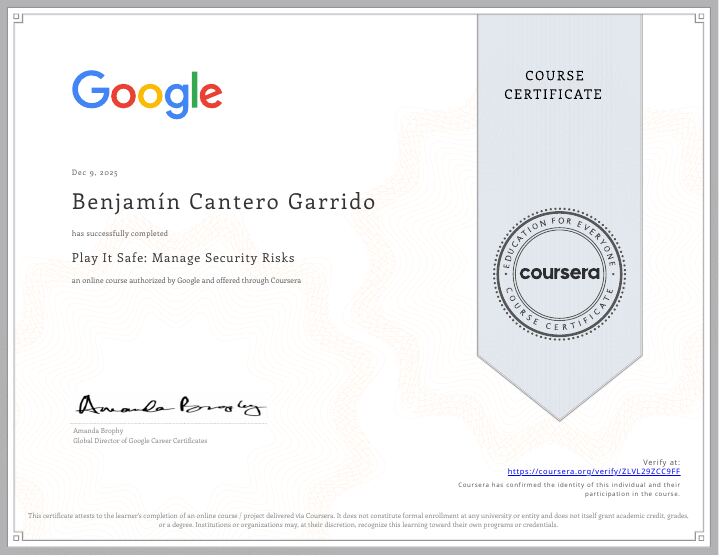 Google
COURSE
CERTIFICATE
Dec 9, 2025
Benjamín Cantero Garrido
has successfully completed
Play It Safe: Manage Security Risks
an online course authorized by Google and offered through Coursera
EDUCATION FOR EVERYONE
coursera
COURSE CERTIFICATE
Amanda Brophy
Amanda Brophy
Global Director of Google Career Certificates
Verify at:
https://coursera.org/verify/ZLVL29ZCC9FF
Coursera has confirmed the identity of this individual and their
participation in the course.
This certificate attests to the learner's completion of an online course / project delivered via Coursera. It does not constitute formal enrollment at any university or entity and does not itself grant academic credit, grades,
or a degree. Institutions or organizations may, at their discretion, recognize this learning toward their own programs or credentials.